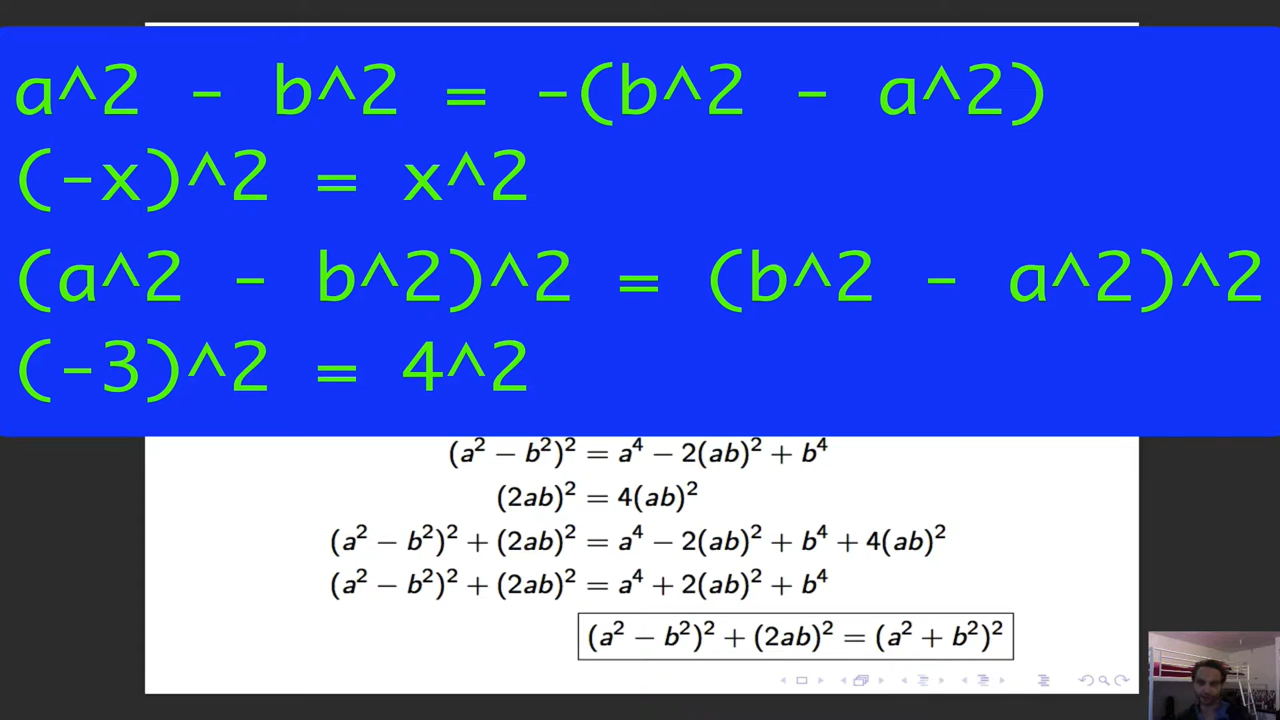 a^2 - b^2 = -(b^2 - a^2)
(-x)^2 = x^2
(a^2 - b^2)^2 = (b^2 - a^2)^2
(-3)^2 = 4^2
(a² − b²)² = a⁴ − 2(ab)² + b⁴
(2ab)² = 4(ab)²
(a² − b²)² + (2ab)² = a⁴ − 2(ab)² + b⁴ + 4(ab)²
(a² − b²)² + (2ab)² = a⁴ + 2(ab)² + b⁴
(a² − b²)² + (2ab)² = (a² + b²)²